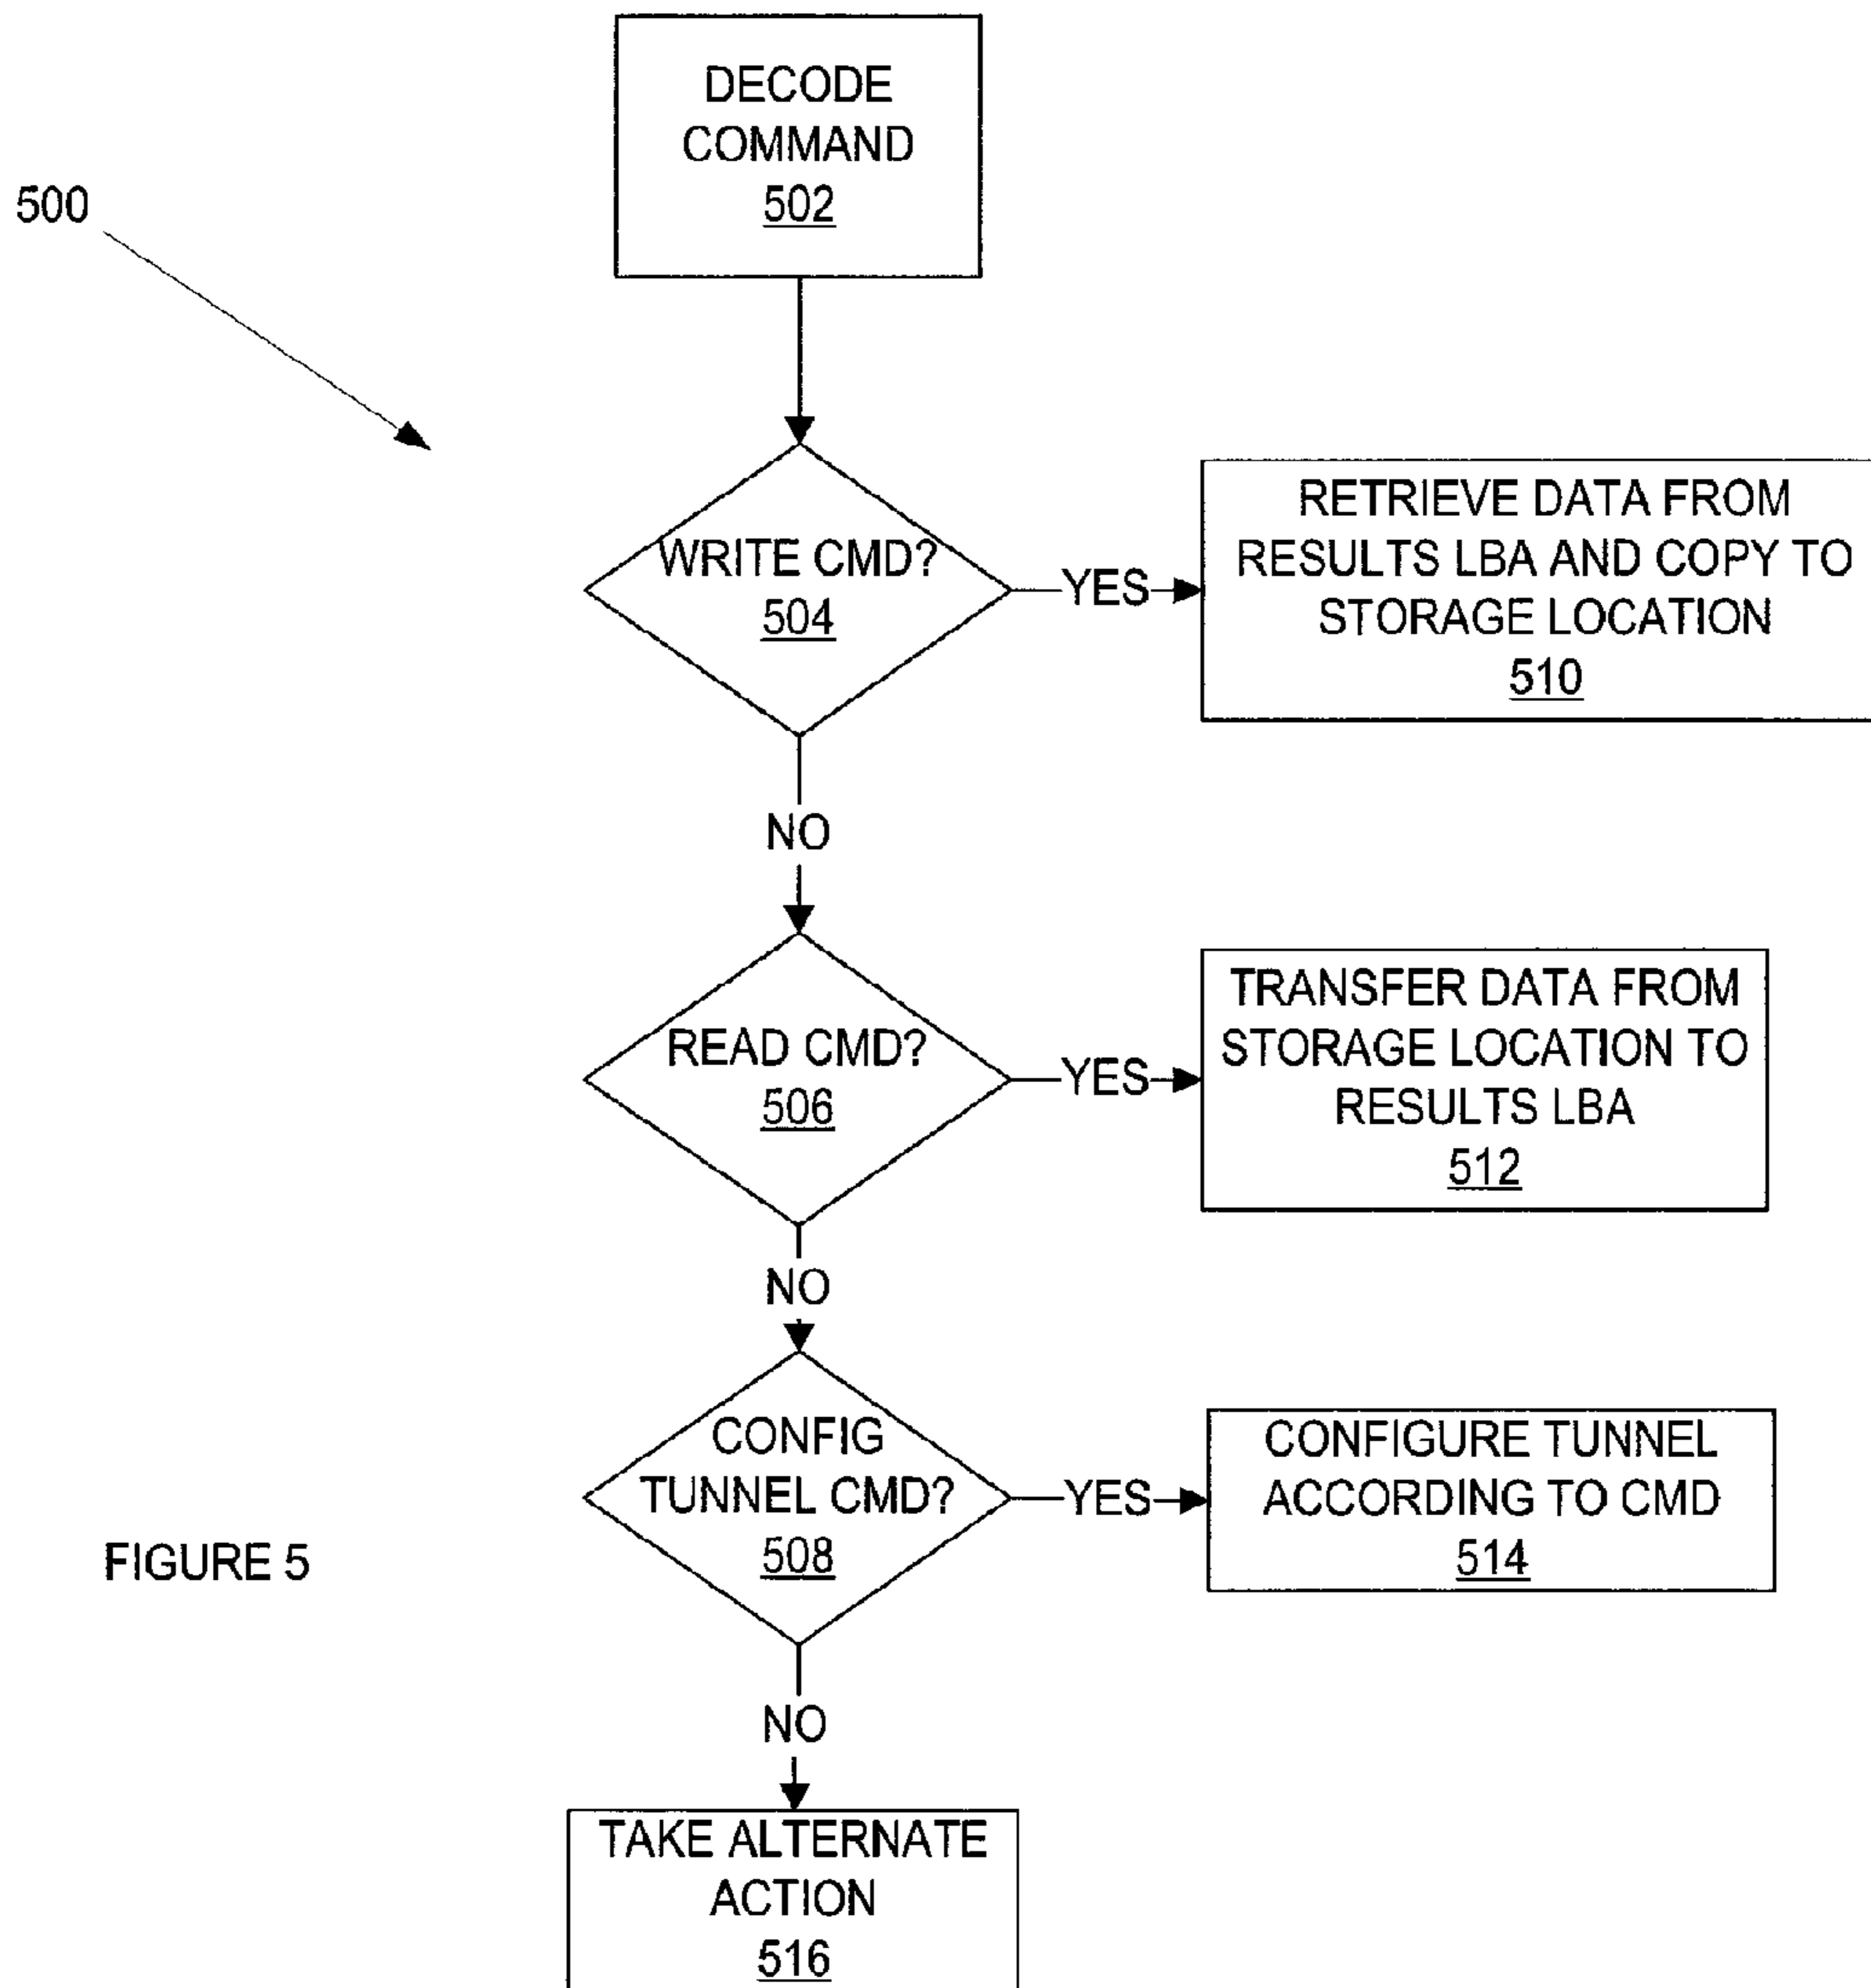 DECODE
COMMAND
502
500
WRITE CMD?
504
YES
RETRIEVE DATA FROM
RESULTS LBA AND COPY TO
STORAGE LOCATION
510
NO
READ CMD?
506
YES
TRANSFER DATA FROM
STORAGE LOCATION TO
RESULTS LBA
512
NO
CONFIG
TUNNEL CMD?
508
YES
CONFIGURE TUNNEL
ACCORDING TO CMD
514
FIGURE 5
NO
TAKE ALTERNATE
ACTION
516